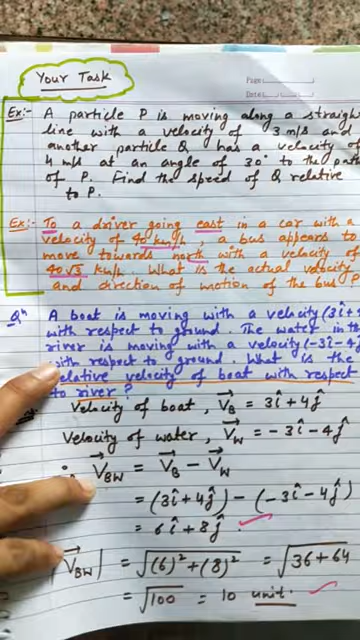 Your Task
Page:
Date:
Ex:- A particle P is moving along a straigh
line with a velocity of 3 m/s and
another particle Q has a velocity of
4 m/s at an angle of 30° to the path
of P. Find the speed of Q relative
to P.
Ex:- To a driver going east in a car with a
velocity of 40 km/h, a bus appears to
move towards north with a velocity of
40√3 km/h. What is the actual velocity
and direction of motion of the bus ?
Qn A boat is moving with a velocity (3î+4
with respect to ground. The water in the
river is moving with a velocity (-3î-4ĵ
with respect to ground. What is the
relative velocity of boat with respect
to river?
Velocity of boat, V⃗B = 3î+4ĵ
Velocity of water, V⃗W = -3î-4ĵ
∴ V⃗BW = V⃗B - V⃗W
= (3î+4ĵ) - (-3î-4ĵ)
= 6î+8ĵ
|V⃗BW| = √(6)²+(8)² = √36+64
= √100 = 10 unit.